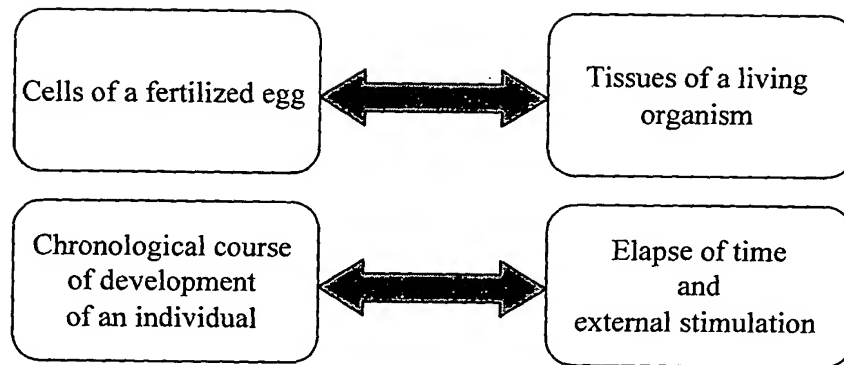 Cells of a fertilized egg
Tissues of a living
organism
Chronological course
of development
of an individual
Elapse of time
and
external stimulation